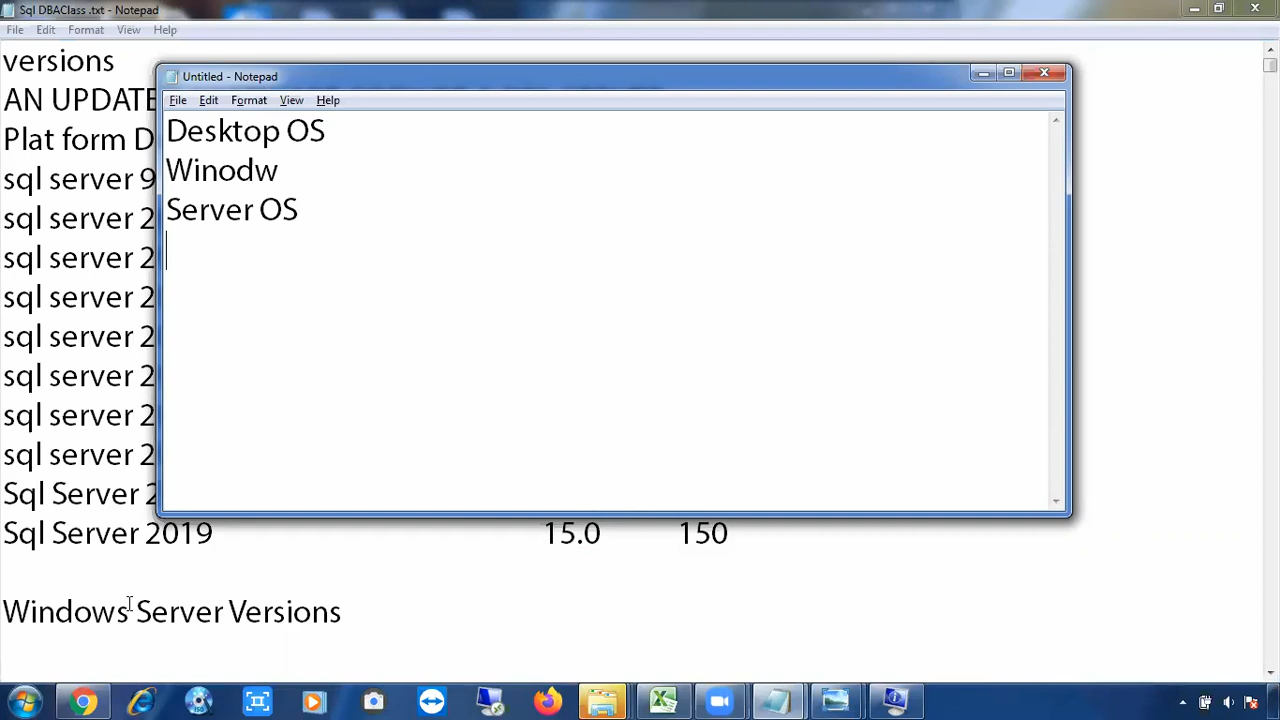 Sql DBAClass .txt - Notepad
File Edit Format View Help
versions
AN UPDATE
Plat form D
sql server 9
sql server 2
sql server 2
sql server 2
sql server 2
sql server 2
sql server 2
sql server 2
Sql Server 2
Sql Server 2019 15.0 150
Windows Server Versions
Untitled - Notepad
File Edit Format View Help
Desktop OS
Winodw
Server OS